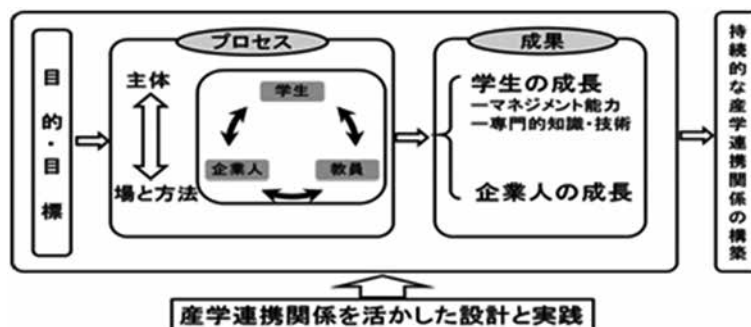 目的・目標
プロセス
主体
場と方法
学生
企業人
教員
成果
学生の成長
―マネジメント能力
―専門的知識・技術
企業人の成長
持続的な産学連携関係の構築
産学連携関係を活かした設計と実践